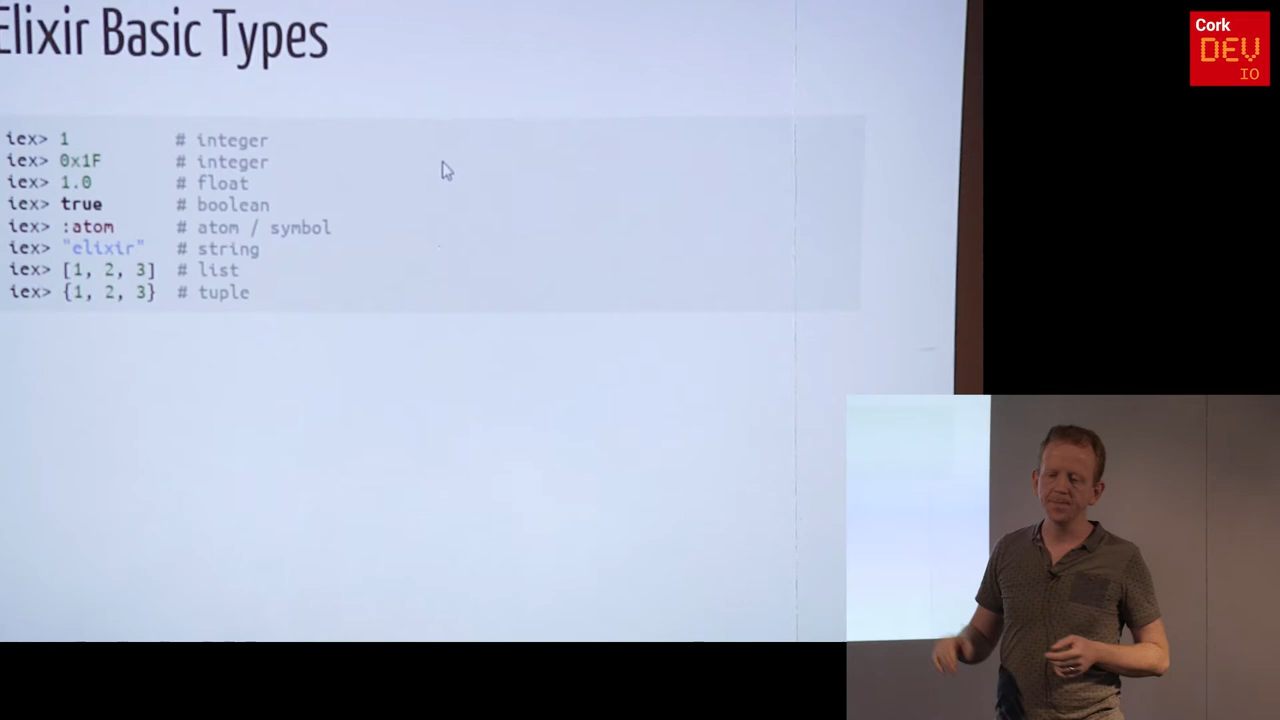 Elixir Basic Types
iex> 1 # integer
iex> 0x1F # integer
iex> 1.0 # float
iex> true # boolean
iex> :atom # atom / symbol
iex> "elixir" # string
iex> [1, 2, 3] # list
iex> {1, 2, 3} # tuple
Cork
DEV
IO